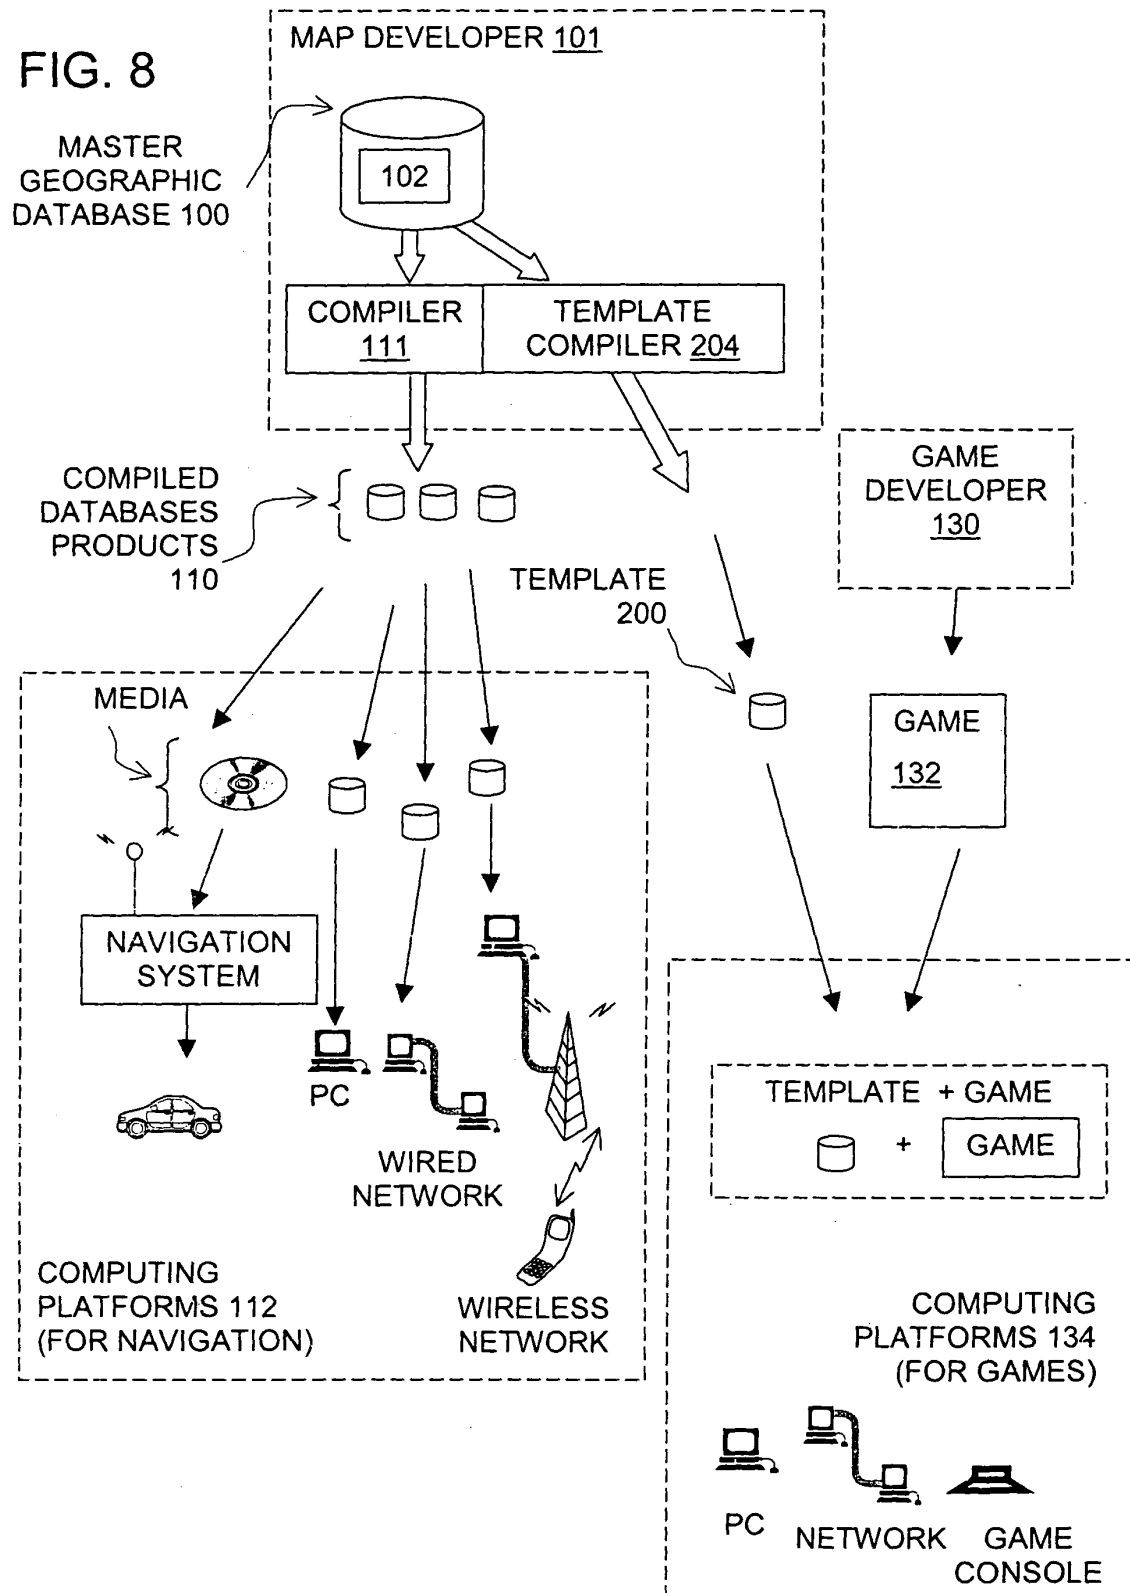 FIG. 8
MAP DEVELOPER 101
MASTER
GEOGRAPHIC
DATABASE 100
102
COMPILER
111
TEMPLATE
COMPILER 204
COMPILED
DATABASES
PRODUCTS
110
GAME
DEVELOPER
130
TEMPLATE
200
MEDIA
GAME
132
NAVIGATION
SYSTEM
PC
WIRED
NETWORK
WIRELESS
NETWORK
COMPUTING
PLATFORMS 112
(FOR NAVIGATION)
TEMPLATE + GAME
+
GAME
COMPUTING
PLATFORMS 134
(FOR GAMES)
PC
NETWORK
GAME
CONSOLE